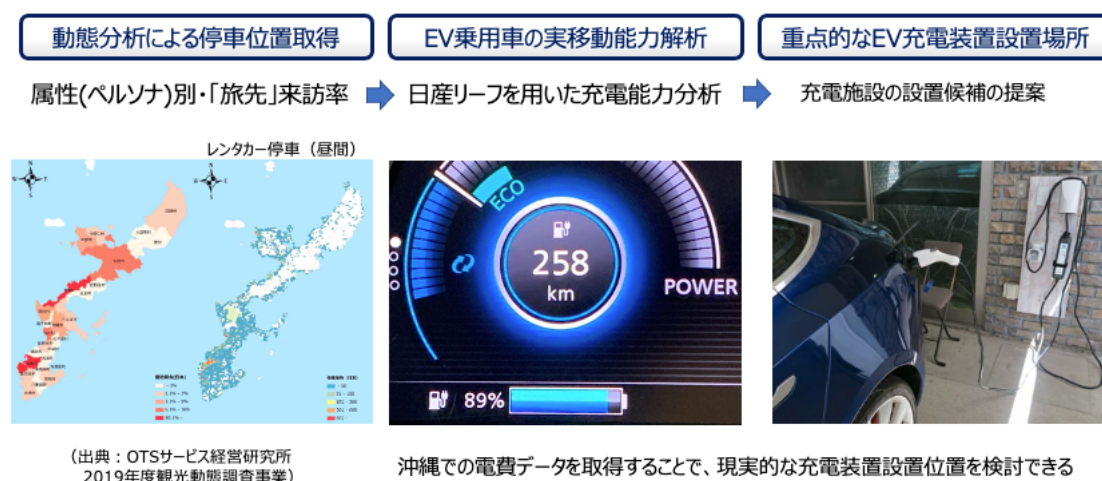 動態分析による停車位置取得
EV乗用車の実移動能力解析
重点的なEV充電装置設置場所
属性(ペルソナ)別・「旅先」来訪率
日産リーフを用いた充電能力分析
充電施設の設置候補の提案
レンタカー停車（昼間）
N
W
E
S
N
W
E
S
ECO
258
km
POWER
89%
（出典：OTSサービス経営研究所
2019年度観光動態調査事業）
沖縄での電費データを取得することで、現実的な充電装置設置位置を検討できる